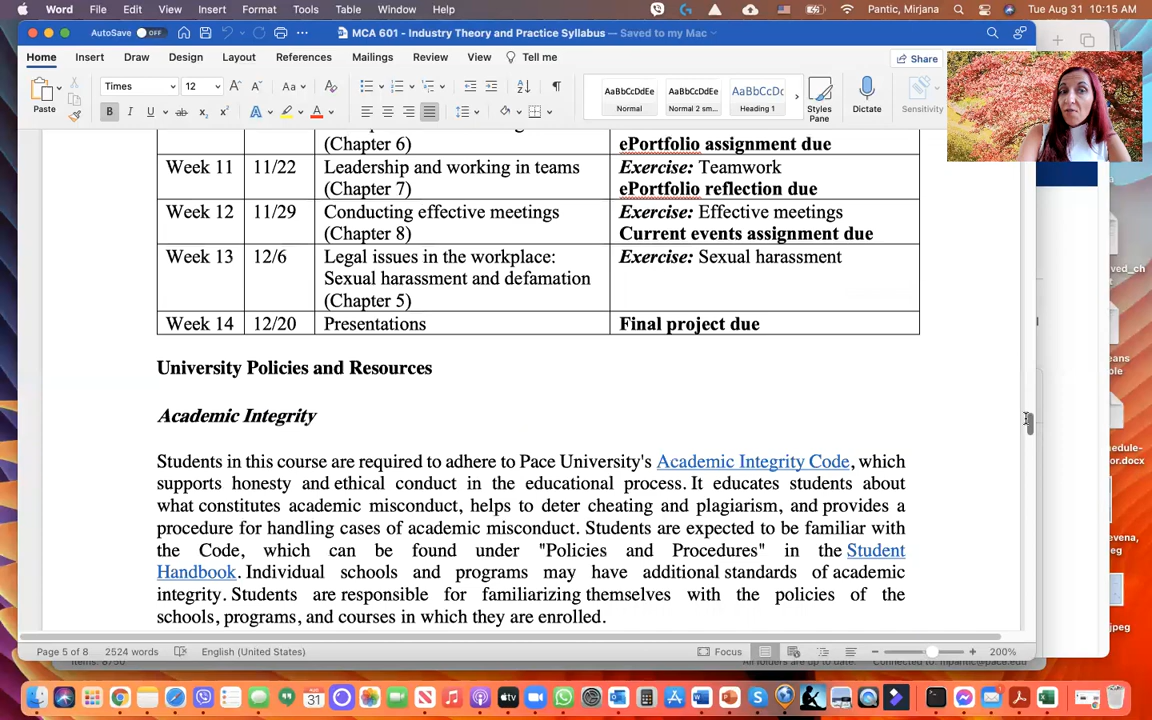 Word File Edit View Insert Format Tools Table Window Help Pantic, Mirjana Tue Aug 31 10:15 AM
AutoSave OFF MCA 601 - Industry Theory and Practice Syllabus — Saved to my Mac
Home Insert Draw Design Layout References Mailings Review View Tell me Share
Paste Times 12 Aa AaBbCcDdEe Normal AaBbCcDdEe Normal 2 sm... AaBbCcDc Heading 1 Styles Pane Dictate Sensitivity
(Chapter 6) ePortfolio assignment due
Week 11 11/22 Leadership and working in teams Exercise: Teamwork
(Chapter 7) ePortfolio reflection due
Week 12 11/29 Conducting effective meetings Exercise: Effective meetings
(Chapter 8) Current events assignment due
Week 13 12/6 Legal issues in the workplace: Exercise: Sexual harassment
Sexual harassment and defamation
(Chapter 5)
Week 14 12/20 Presentations Final project due
University Policies and Resources
Academic Integrity
Students in this course are required to adhere to Pace University's Academic Integrity Code, which
supports honesty and ethical conduct in the educational process. It educates students about
what constitutes academic misconduct, helps to deter cheating and plagiarism, and provides a
procedure for handling cases of academic misconduct. Students are expected to be familiar with
the Code, which can be found under "Policies and Procedures" in the Student
Handbook. Individual schools and programs may have additional standards of academic
integrity. Students are responsible for familiarizing themselves with the policies of the
schools, programs, and courses in which they are enrolled.
Page 5 of 8 2524 words English (United States) Focus 200%